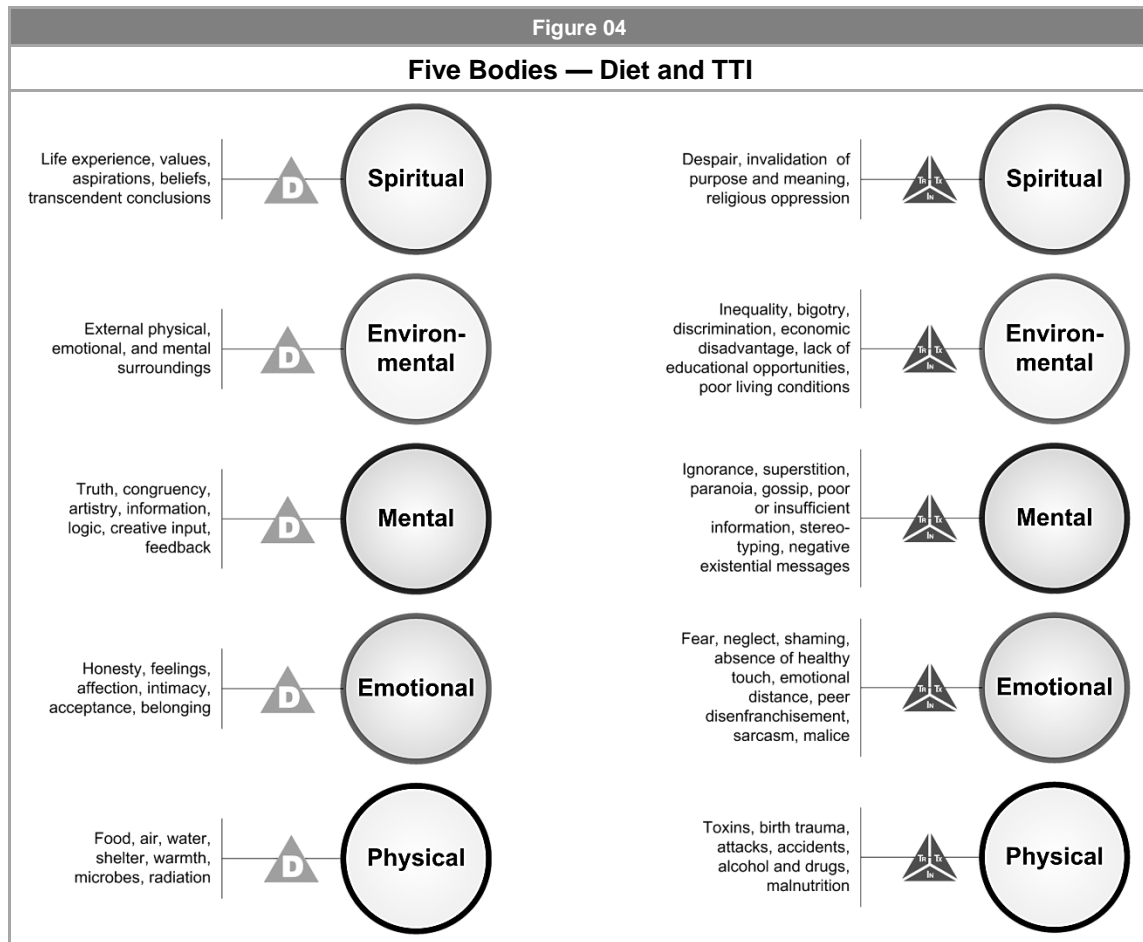 Figure 04
Five Bodies — Diet and TTI
Life experience, values,
aspirations, beliefs,
transcendent conclusions
D
Spiritual
Despair, invalidation of
purpose and meaning,
religious oppression
TR TX
IN
Spiritual
External physical,
emotional, and mental
surroundings
D
Environ-
mental
Inequality, bigotry,
discrimination, economic
disadvantage, lack of
educational opportunities,
poor living conditions
TR TX
IN
Environ-
mental
Truth, congruency,
artistry, information,
logic, creative input,
feedback
D
Mental
Ignorance, superstition,
paranoia, gossip, poor
or insufficient
information, stereo-
typing, negative
existential messages
TR TX
IN
Mental
Honesty, feelings,
affection, intimacy,
acceptance, belonging
D
Emotional
Fear, neglect, shaming,
absence of healthy
touch, emotional
distance, peer
disenfranchisement,
sarcasm, malice
TR TX
IN
Emotional
Food, air, water,
shelter, warmth,
microbes, radiation
D
Physical
Toxins, birth trauma,
attacks, accidents,
alcohol and drugs,
malnutrition
TR TX
IN
Physical